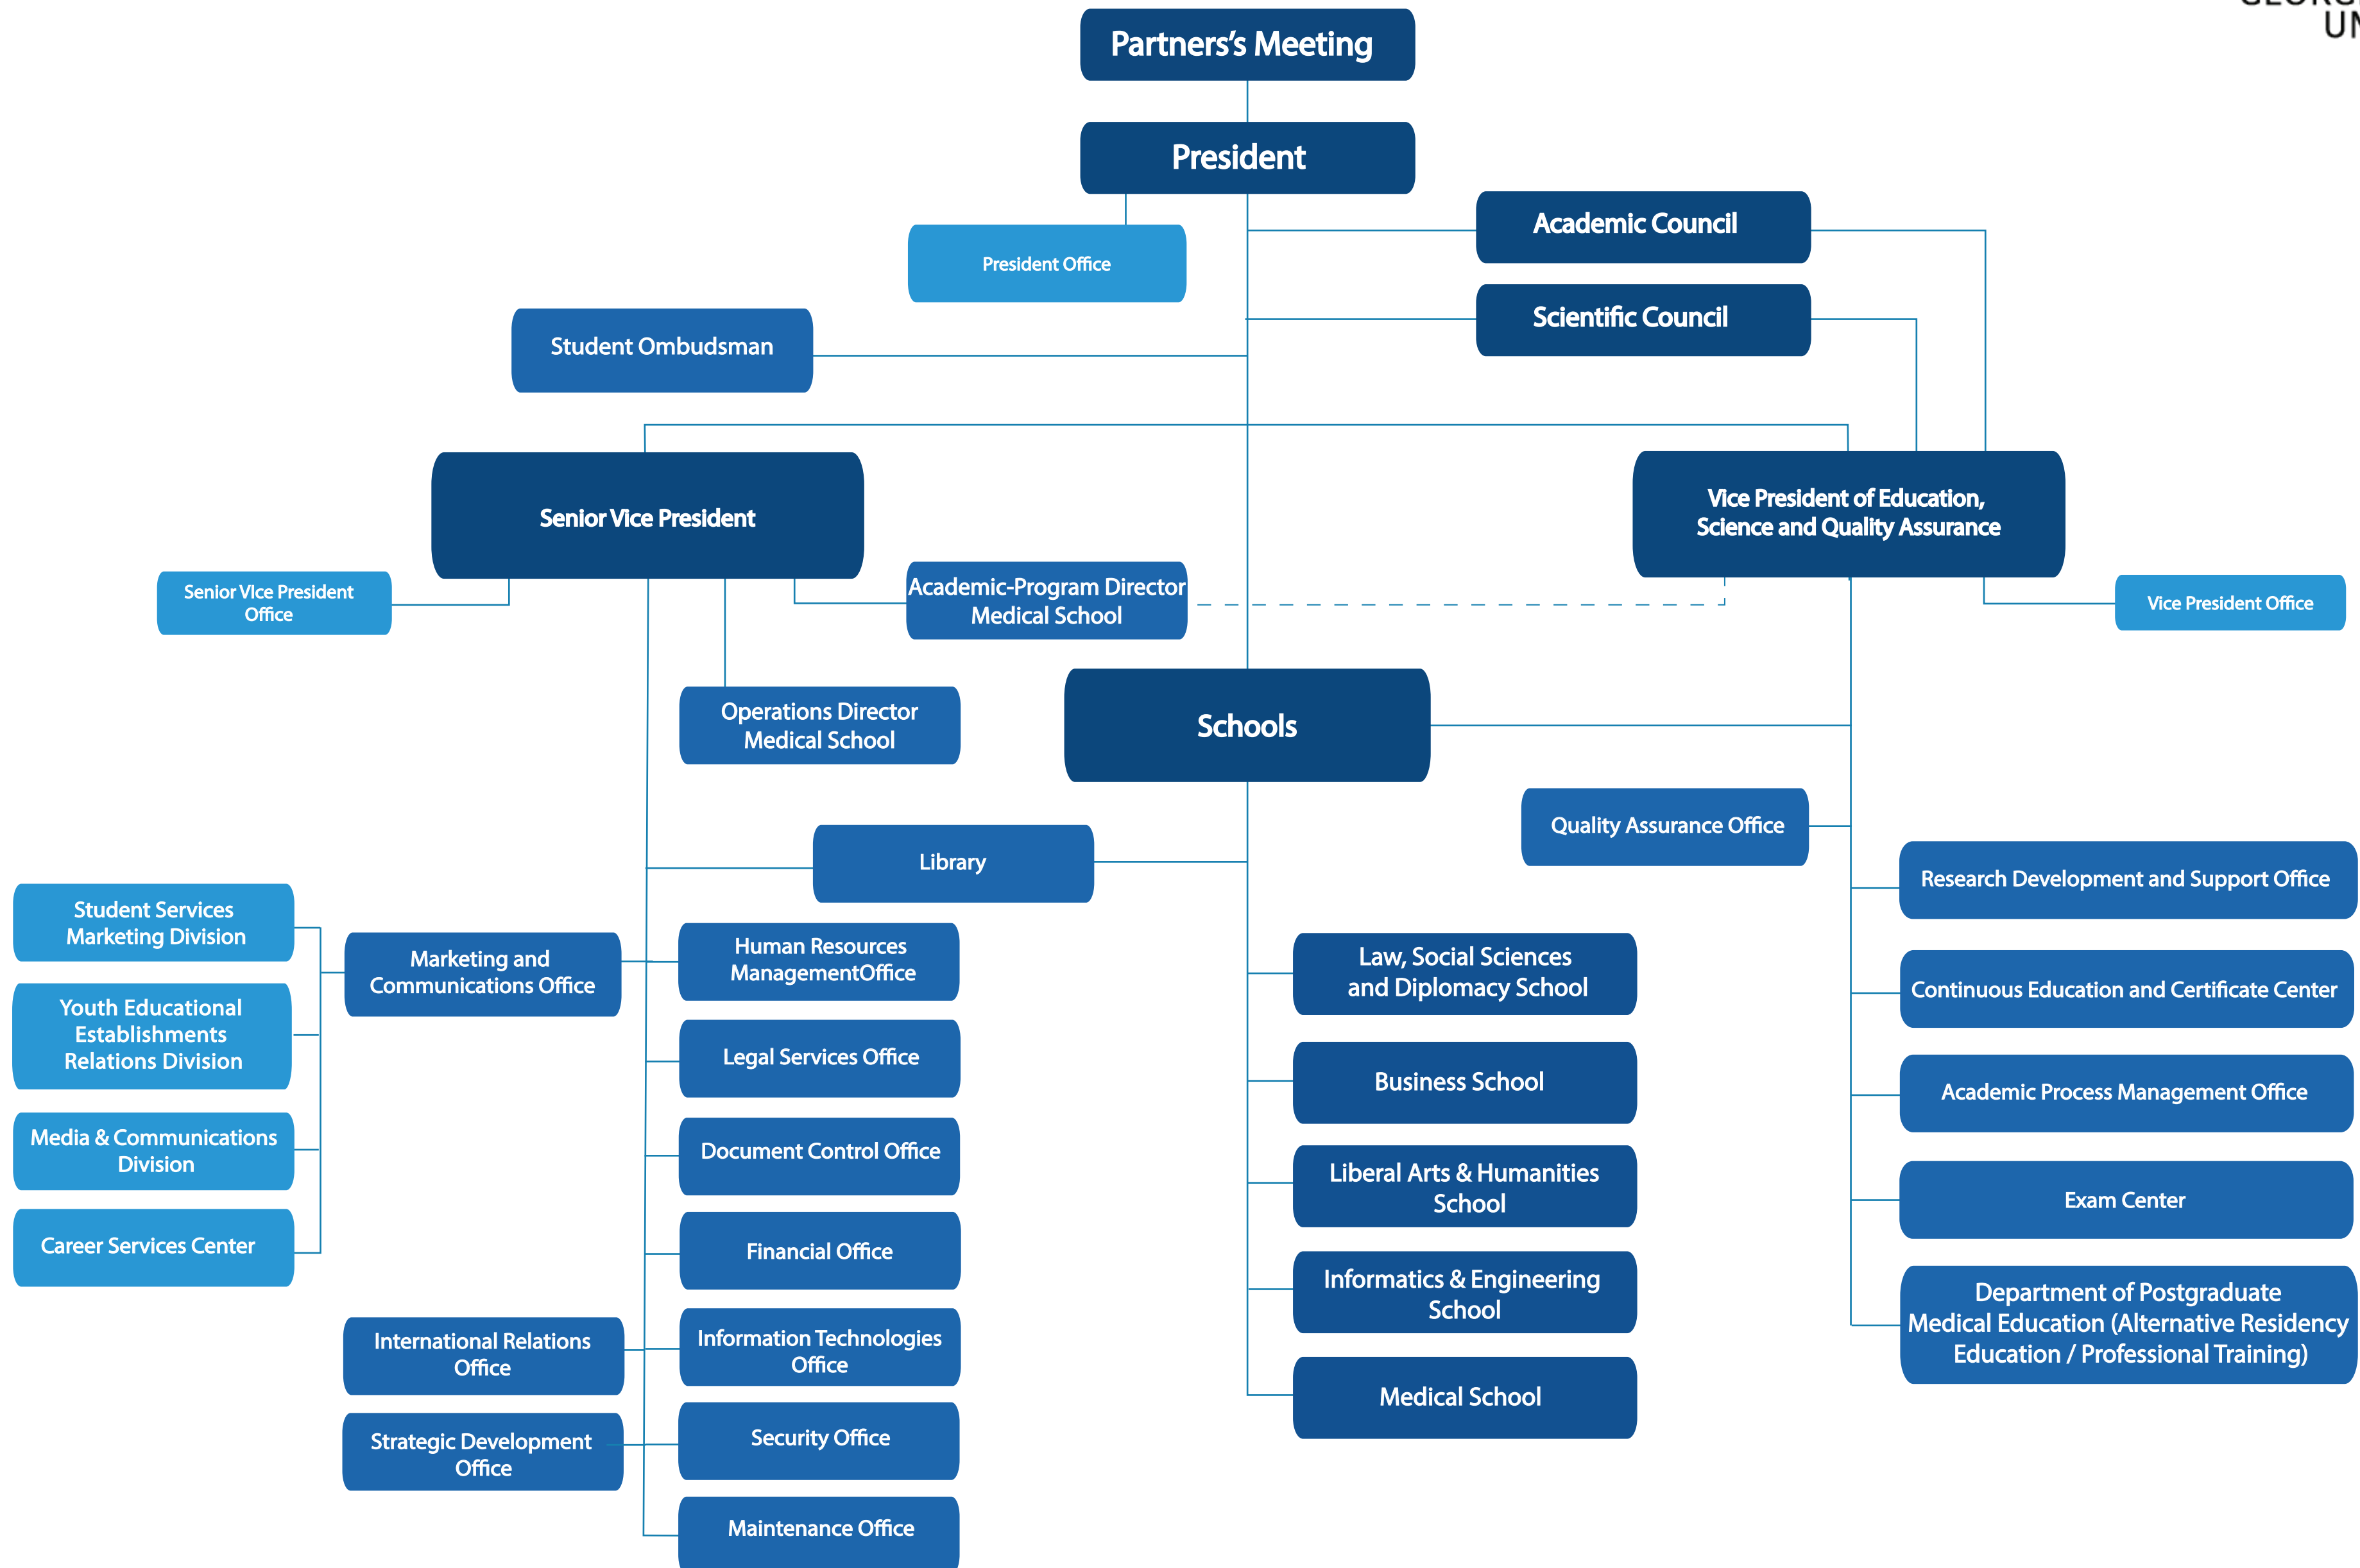 Partners's Meeting
President
Academic Council
President Office
Scientific Council
Student Ombudsman
Senior Vice President
Vice President of Education,
Science and Quality Assurance
Senior VIce President
Office
Academic-Program Director
Medical School
Vice President Office
Operations Director
Medical School
Schools
Quality Assurance Office
Library
Research Development and Support Office
Student Services
Marketing Division
Marketing and
Communications Office
Human Resources
ManagementOffice
Law, Social Sciences
and Diplomacy School
Continuous Education and Certificate Center
Youth Educational
Establishments
Relations Division
Legal Services Office
Business School
Academic Process Management Office
Media & Communications
Division
Document Control Office
Liberal Arts & Humanities
School
Exam Center
Career Services Center
Financial Office
Informatics & Engineering
School
Department of Postgraduate
Medical Education (Alternative Residency
Education / Professional Training)
International Relations
Office
Information Technologies
Office
Medical School
Strategic Development
Office
Security Office
Maintenance Office